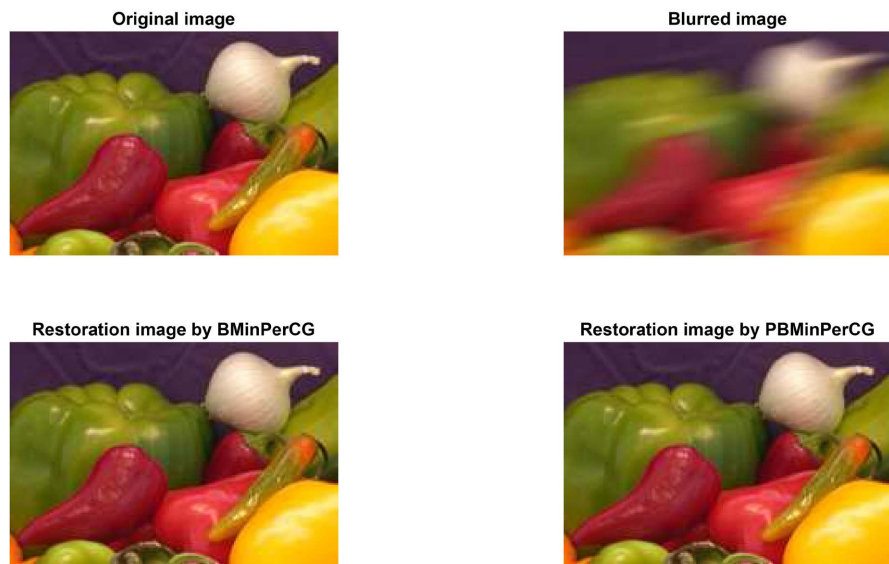 Original image
Blurred image
Restoration image by BMinPerCG
Restoration image by PBMinPerCG